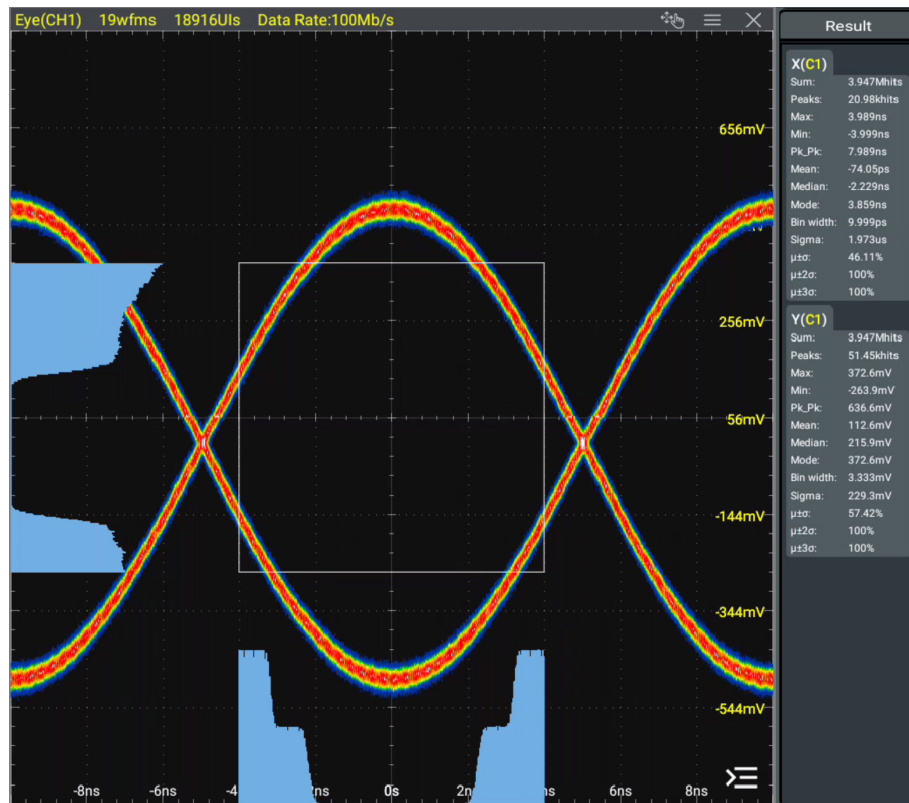 Eye(CH1) 19wfms 18916UIs Data Rate:100Mb/s
Result
X(C1)
Sum: 3.947Mhits
Peaks: 20.98khits
Max: 3.989ns
Min: -3.999ns
Pk_Pk: 7.989ns
Mean: -74.05ps
Median: -2.229ns
Mode: 3.859ns
Bin width: 9.999ps
Sigma: 1.973us
μ±σ: 46.11%
μ±2σ: 100%
μ±3σ: 100%
Y(C1)
Sum: 3.947Mhits
Peaks: 51.45khits
Max: 372.6mV
Min: -263.9mV
Pk_Pk: 636.6mV
Mean: 112.6mV
Median: 215.9mV
Mode: 372.6mV
Bin width: 3.333mV
Sigma: 229.3mV
μ±σ: 57.42%
μ±2σ: 100%
μ±3σ: 100%
656mV
256mV
56mV
-144mV
-344mV
-544mV
-8ns -6ns -4 -2ns 0s 2ns 6ns 8ns